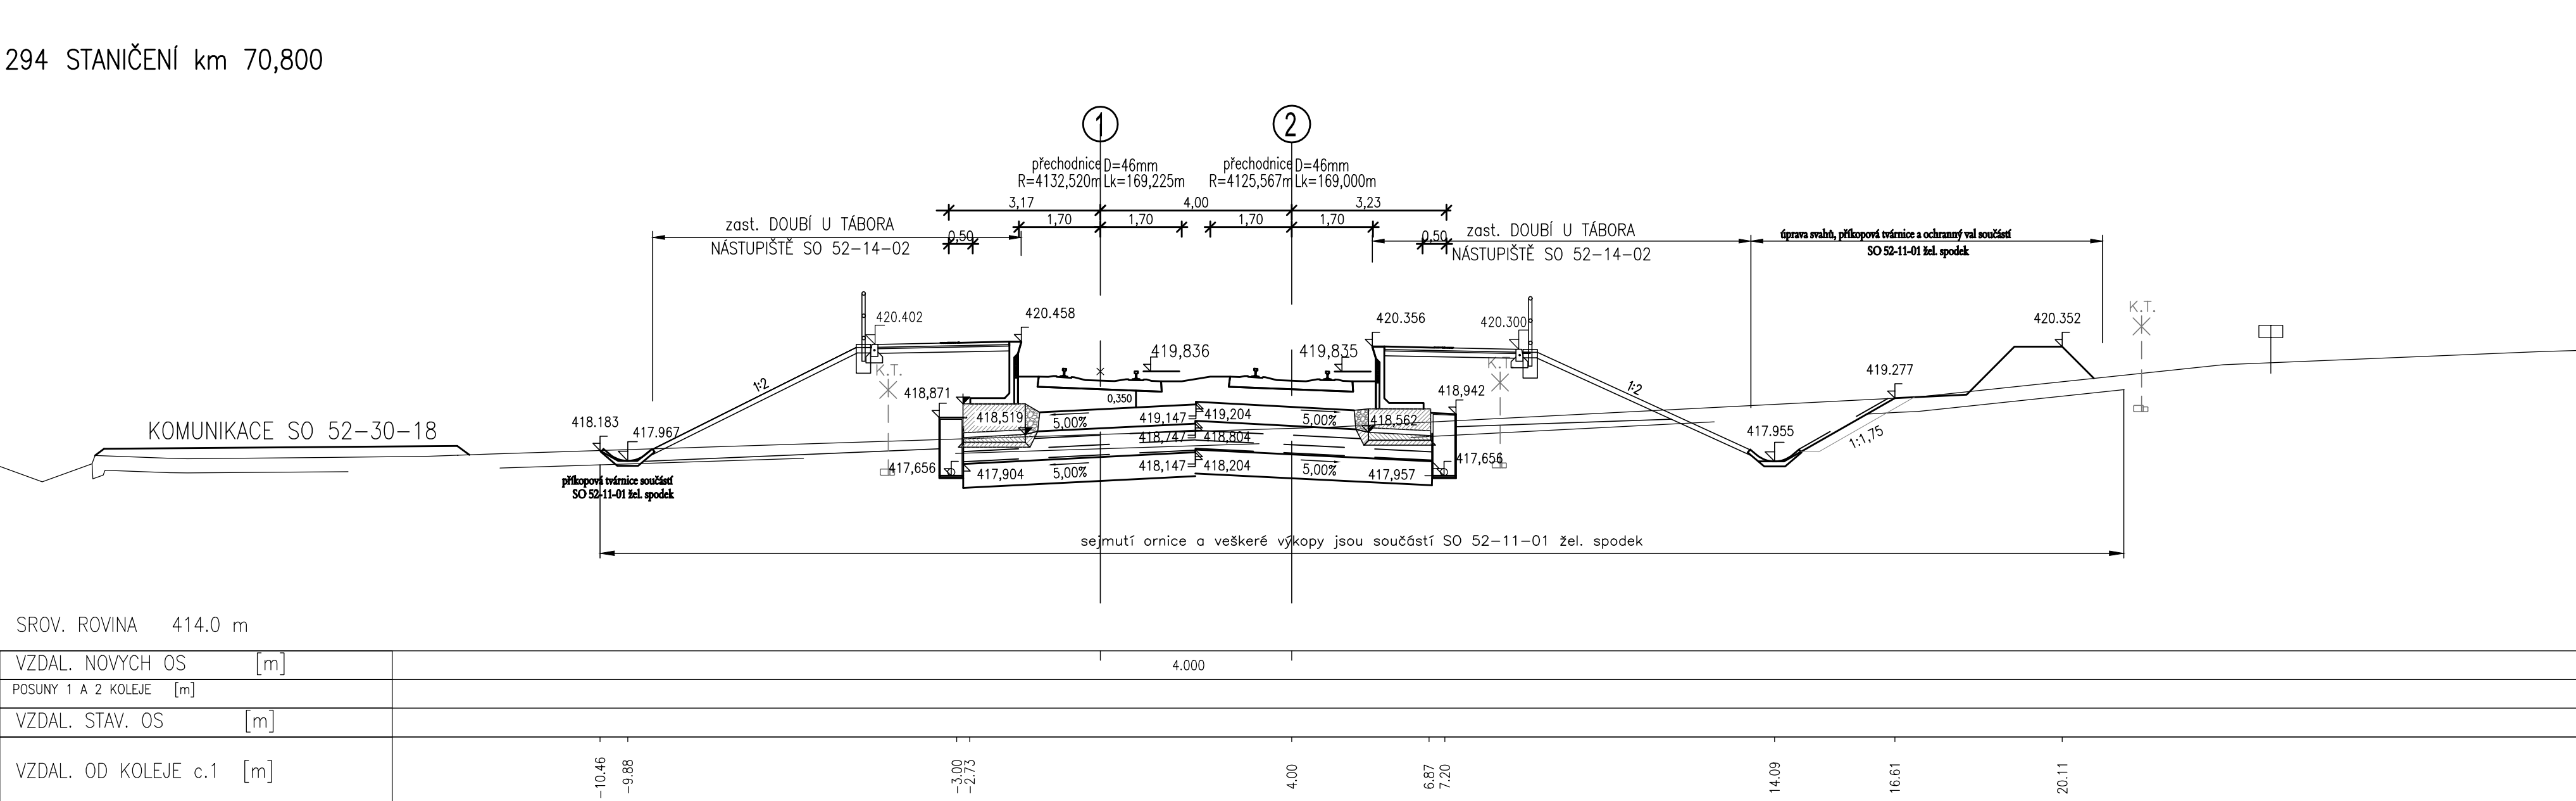 294 STANIČENÍ km 70,800
1
2
přechodnice D=46mm
R=4132,520m Lk=169,225m
přechodnice D=46mm
R=4125,567m Lk=169,000m
3,17
4,00
3,23
1,70
1,70
1,70
1,70
zast. DOUBÍ U TÁBORA
NÁSTUPIŠTĚ SO 52-14-02
0,50
0,50
zast. DOUBÍ U TÁBORA
NÁSTUPIŠTĚ SO 52-14-02
úprava svahů, příkopová tvárnice a ochranný val součástí
SO 52-11-01 žel. spodek
420.402
420.458
419,836
419,835
420.356
420.300
K.T.
420.352
K.T.
K.T.
1:2
1:2
418,871
0,350
418,942
419.277
418.183
417.967
KOMUNIKACE SO 52-30-18
418,519
5,00%
419,147
419,204
5,00%
418,562
418,747
418,804
417.955
1:1,75
417,656
417,904
5,00%
418,147
418,204
5,00%
417,957
417,656
příkopová tvárnice součástí
SO 52-11-01 žel. spodek
sejmutí ornice a veškeré výkopy jsou součástí SO 52-11-01 žel. spodek
SROV. ROVINA 414.0 m
VZDAL. NOVYCH OS [m]
4.000
POSUNY 1 A 2 KOLEJE [m]
VZDAL. STAV. OS [m]
VZDAL. OD KOLEJE c.1 [m]
-10.46
-9.88
-3.00
-2.73
4.00
6.87
7.20
14.09
16.61
20.11